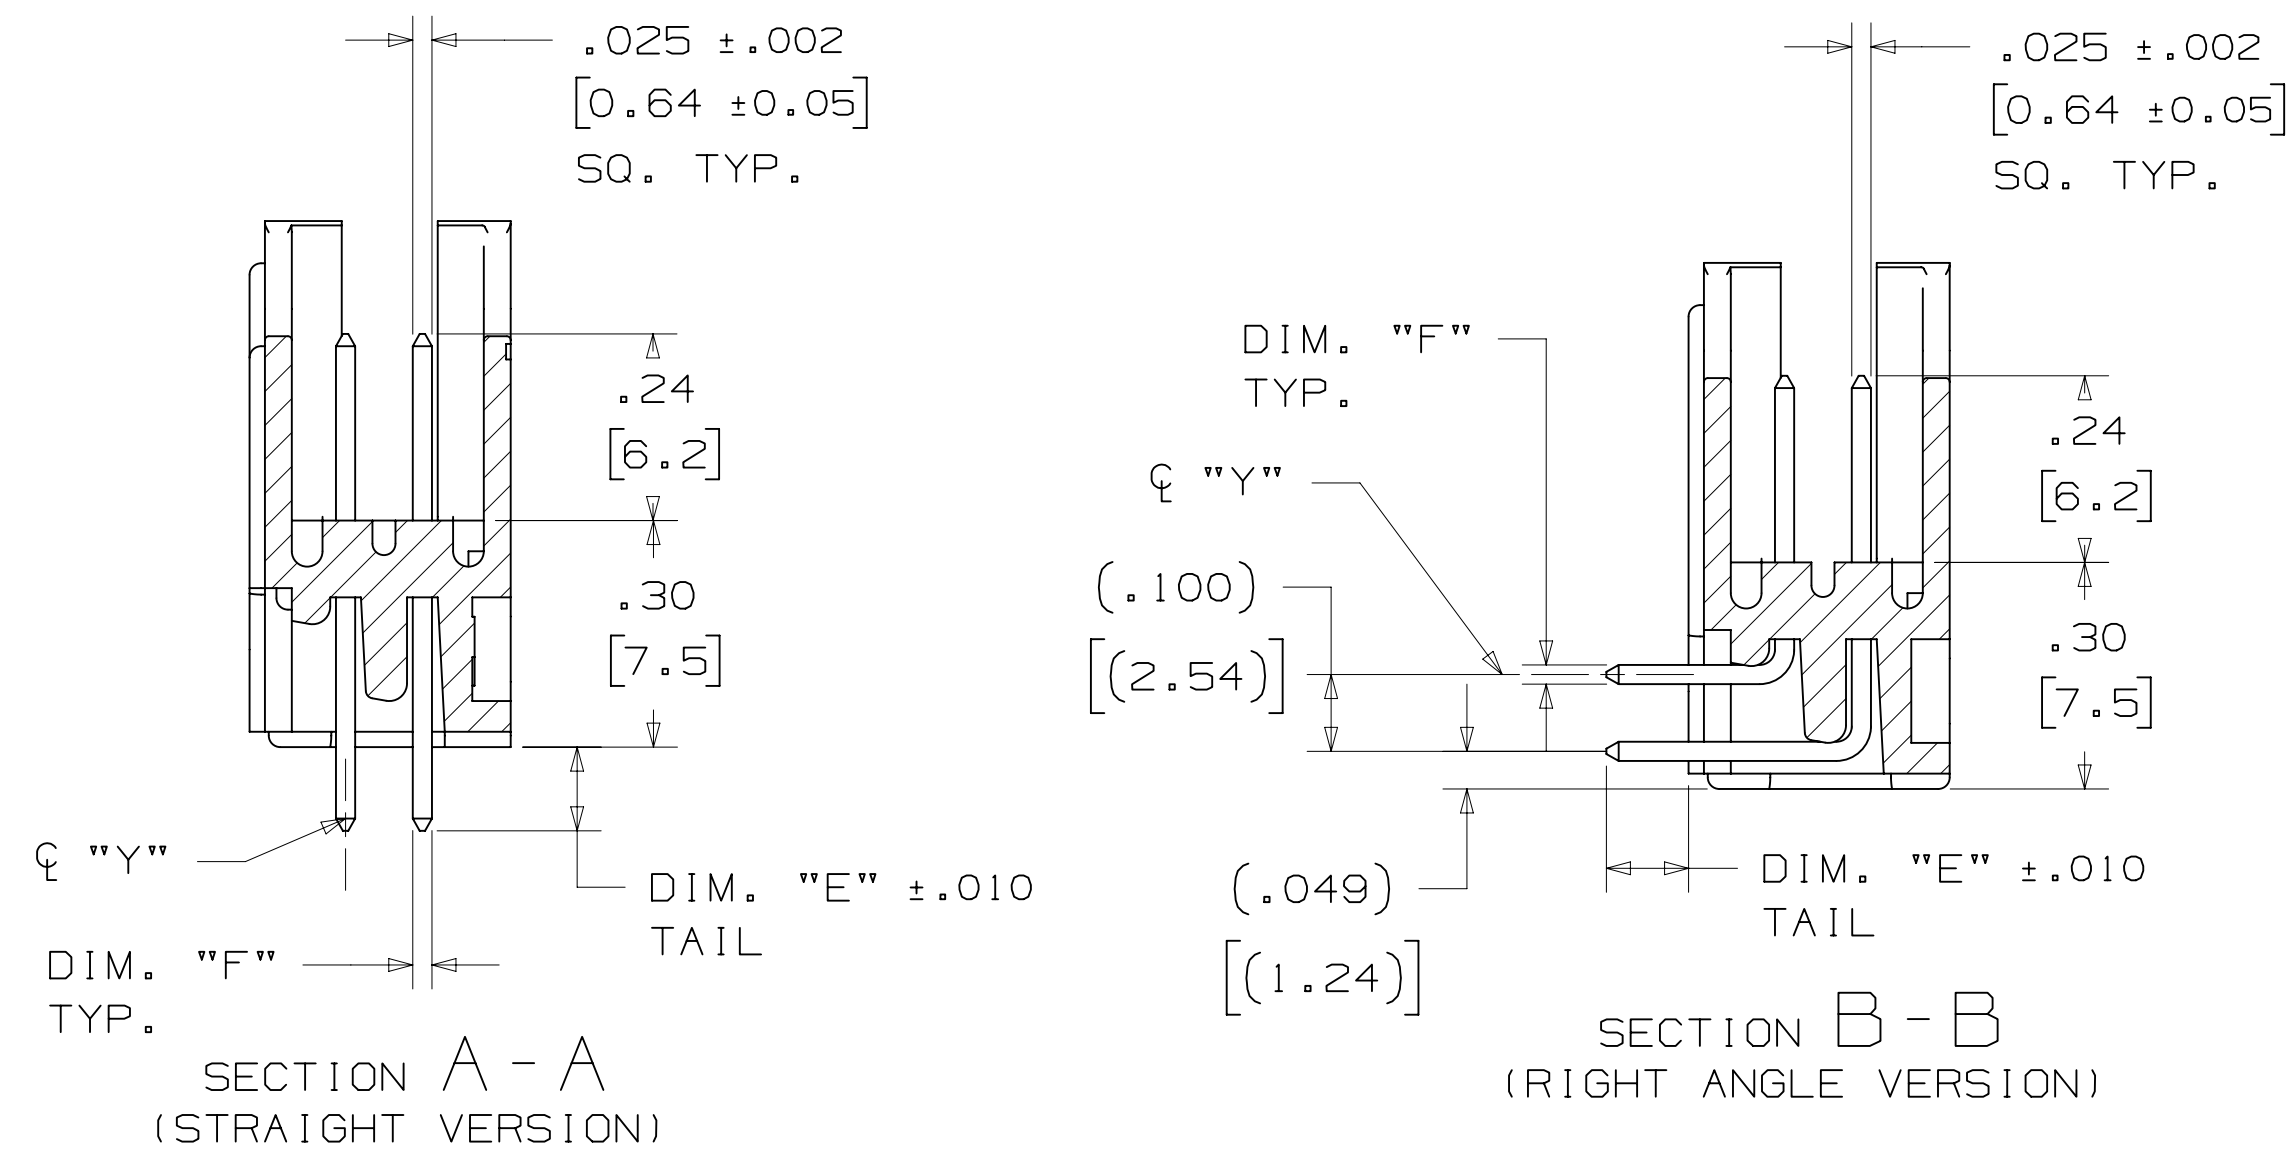 .025 ±.002
[0.64 ±0.05]
SQ. TYP.
.24
[6.2]
.30
[7.5]
℄ "Y"
DIM. "E" ±.010
TAIL
DIM. "F"
TYP.
SECTION A-A
(STRAIGHT VERSION)
.025 ±.002
[0.64 ±0.05]
SQ. TYP.
DIM. "F"
TYP.
℄ "Y"
(.100)
[(2.54)]
.24
[6.2]
.30
[7.5]
(.049)
[(1.24)]
DIM. "E" ±.010
TAIL
SECTION B-B
(RIGHT ANGLE VERSION)